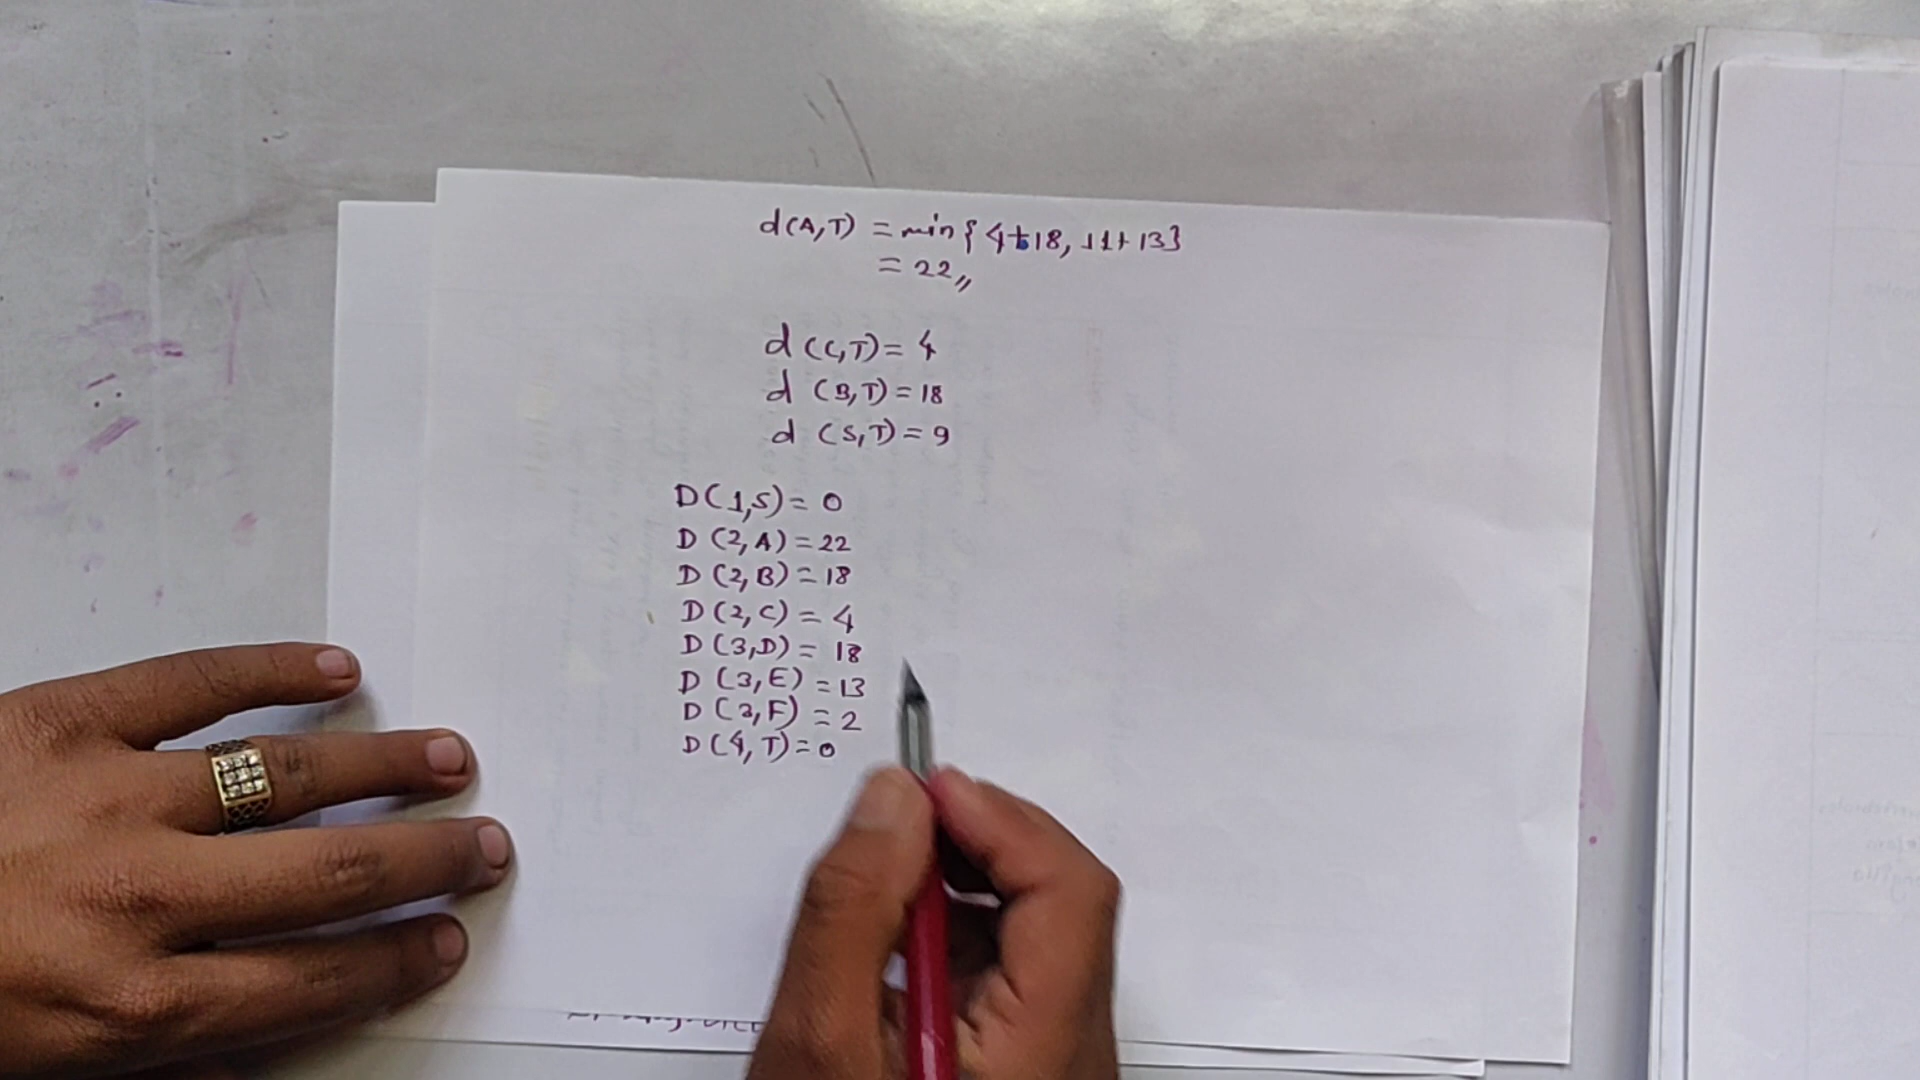 d(A,T) = min{ 4+18, 11+13}
= 22,,
d (C,T) = 4
d (B,T) = 18
d (S,T) = 9
D(1,S) = 0
D (2,A) = 22
D (2,B) = 18
D (2,C) = 4
D (3,D) = 18
D (3,E) = 13
D (3,F) = 2
D (4,T) = 0